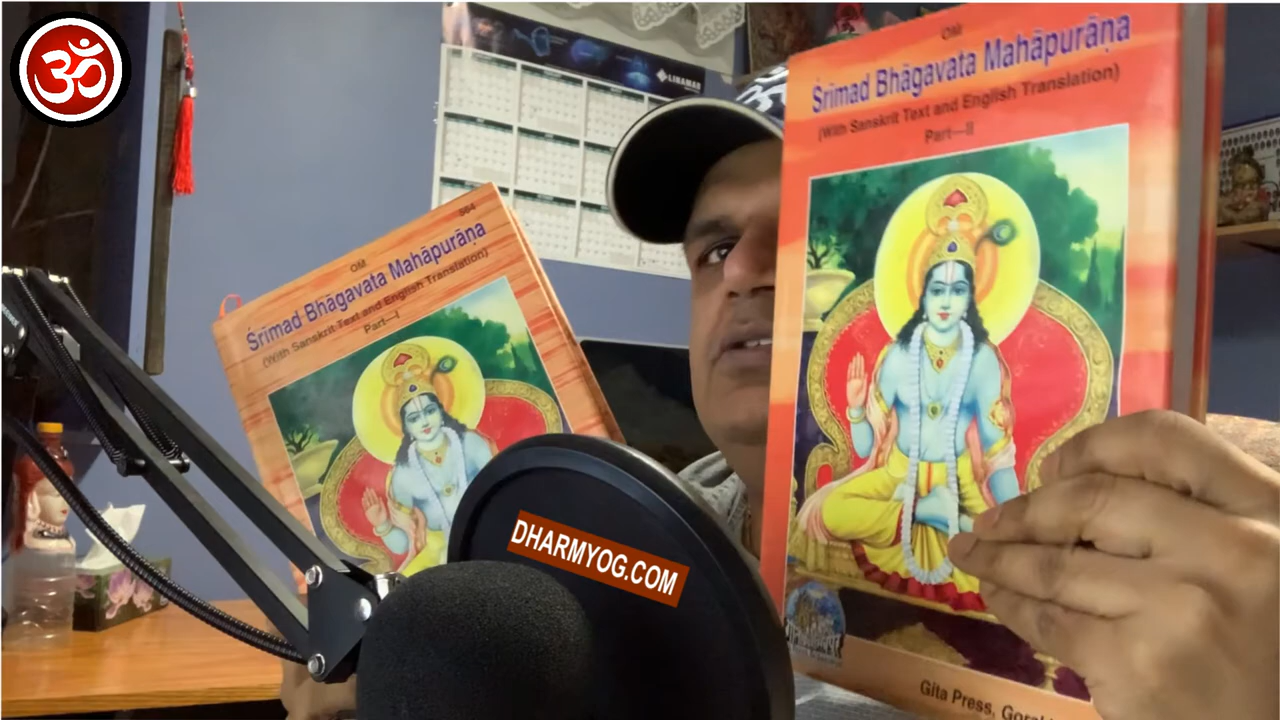 ॐ
LINAMAR
OM
Śrīmad Bhāgavata Mahāpurāṇa
(With Sanskrit Text and English Translation)
Part—II
564
OM
Śrīmad Bhāgavata Mahāpurāṇa
(With Sanskrit Text and English Translation)
Part—I
DHARMYOG.COM
Gita Press,